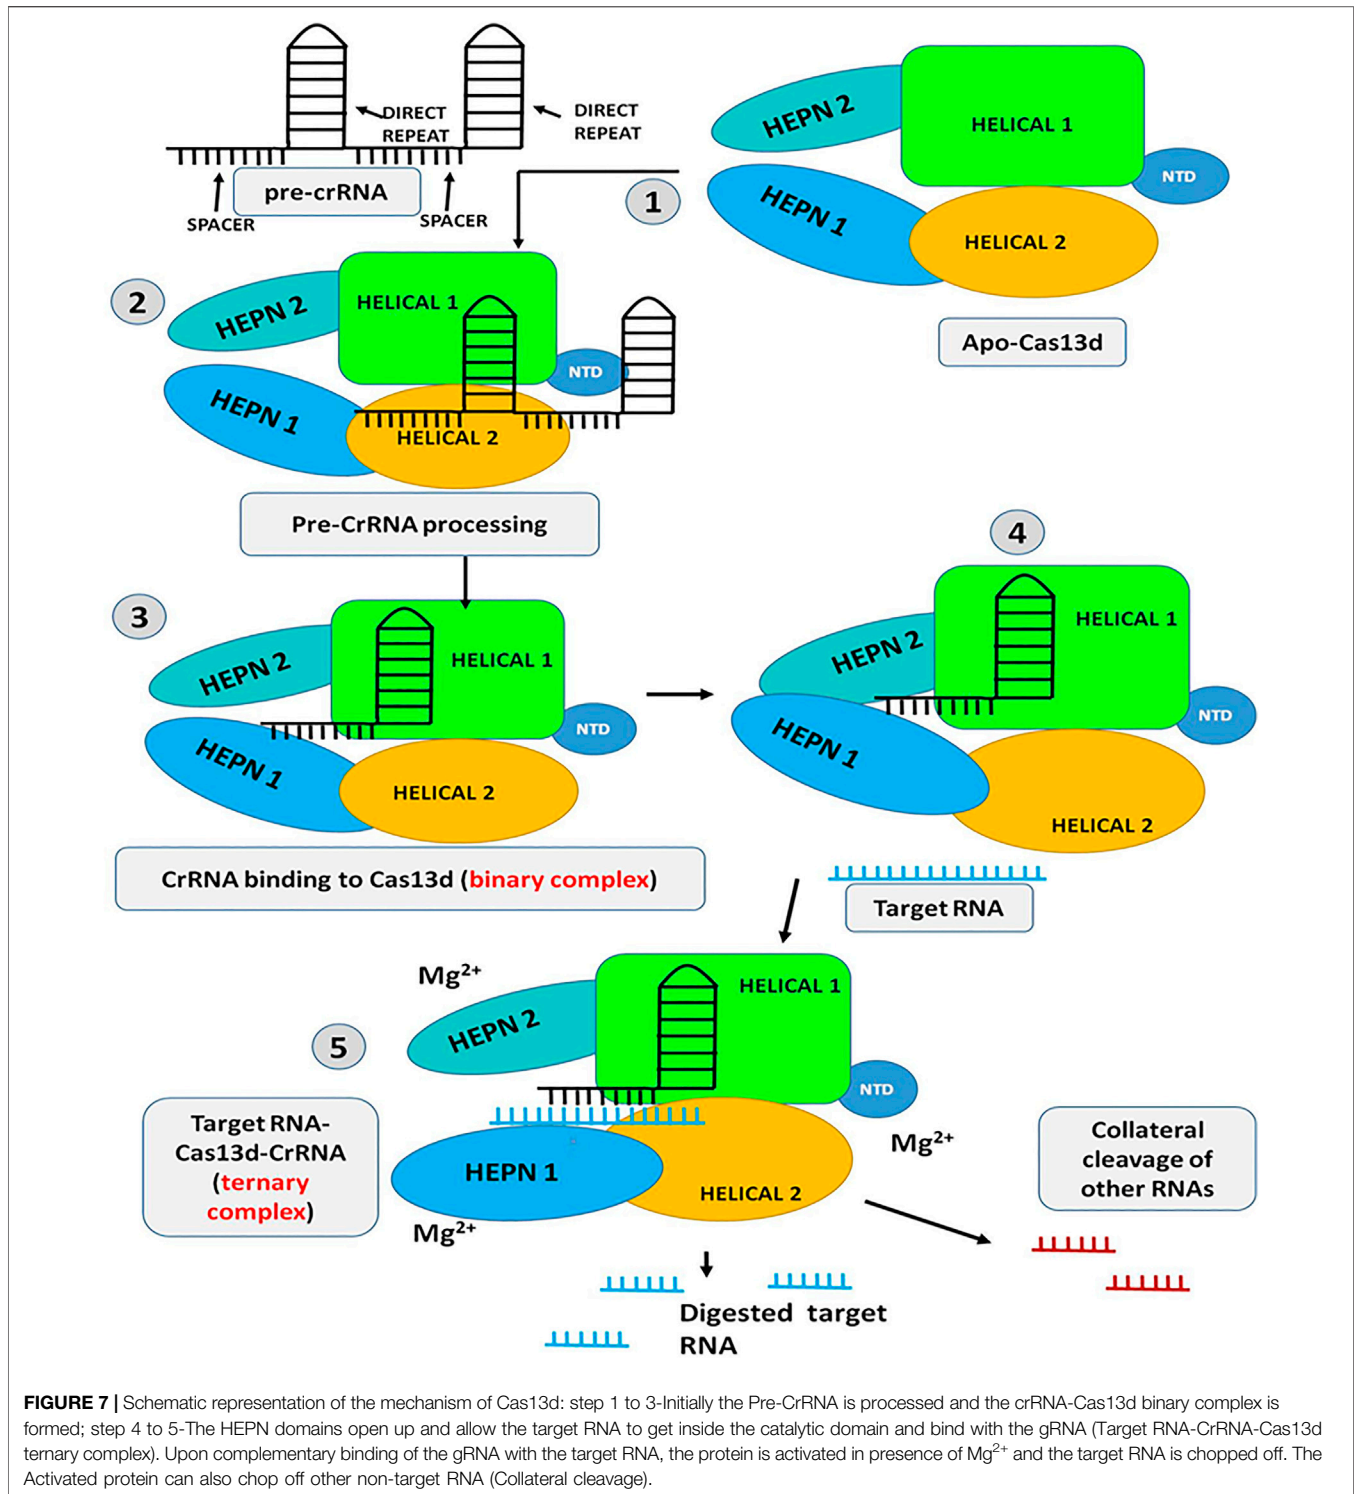 DIRECT
REPEAT
DIRECT
REPEAT
pre-crRNA
SPACER
SPACER
1
HEPN 2
HELICAL 1
NTD
HEPN 1
HELICAL 2
Apo-Cas13d
2
HEPN 2
HELICAL 1
NTD
HEPN 1
HELICAL 2
Pre-CrRNA processing
3
HEPN 2
HELICAL 1
NTD
HEPN 1
HELICAL 2
CrRNA binding to Cas13d (binary complex)
4
HEPN 2
HELICAL 1
NTD
HEPN 1
HELICAL 2
Target RNA
5
Mg²⁺
HEPN 2
HELICAL 1
NTD
Mg²⁺
HEPN 1
HELICAL 2
Mg²⁺
Target RNA-
Cas13d-CrRNA
(ternary
complex)
Collateral
cleavage of
other RNAs
Digested target
RNA
FIGURE 7 | Schematic representation of the mechanism of Cas13d: step 1 to 3-Initially the Pre-CrRNA is processed and the crRNA-Cas13d binary complex is
formed; step 4 to 5-The HEPN domains open up and allow the target RNA to get inside the catalytic domain and bind with the gRNA (Target RNA-CrRNA-Cas13d
ternary complex). Upon complementary binding of the gRNA with the target RNA, the protein is activated in presence of Mg²⁺ and the target RNA is chopped off. The
Activated protein can also chop off other non-target RNA (Collateral cleavage).